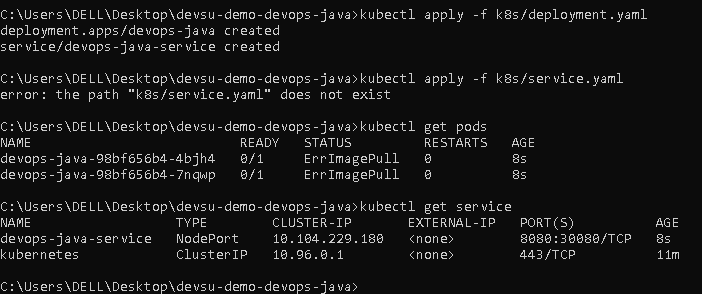 C:\Users\DELL\Desktop\devsu-demo-devops-java>kubectl apply -f k8s/deployment.yaml
deployment.apps/devops-java created
service/devops-java-service created
C:\Users\DELL\Desktop\devsu-demo-devops-java>kubectl apply -f k8s/service.yaml
error: the path "k8s/service.yaml" does not exist
C:\Users\DELL\Desktop\devsu-demo-devops-java>kubectl get pods
NAME READY STATUS RESTARTS AGE
devops-java-98bf656b4-4bjh4 0/1 ErrImagePull 0 8s
devops-java-98bf656b4-7nqwp 0/1 ErrImagePull 0 8s
C:\Users\DELL\Desktop\devsu-demo-devops-java>kubectl get service
NAME TYPE CLUSTER-IP EXTERNAL-IP PORT(S) AGE
devops-java-service NodePort 10.104.229.180 <none> 8080:30080/TCP 8s
kubernetes ClusterIP 10.96.0.1 <none> 443/TCP 11m
C:\Users\DELL\Desktop\devsu-demo-devops-java>